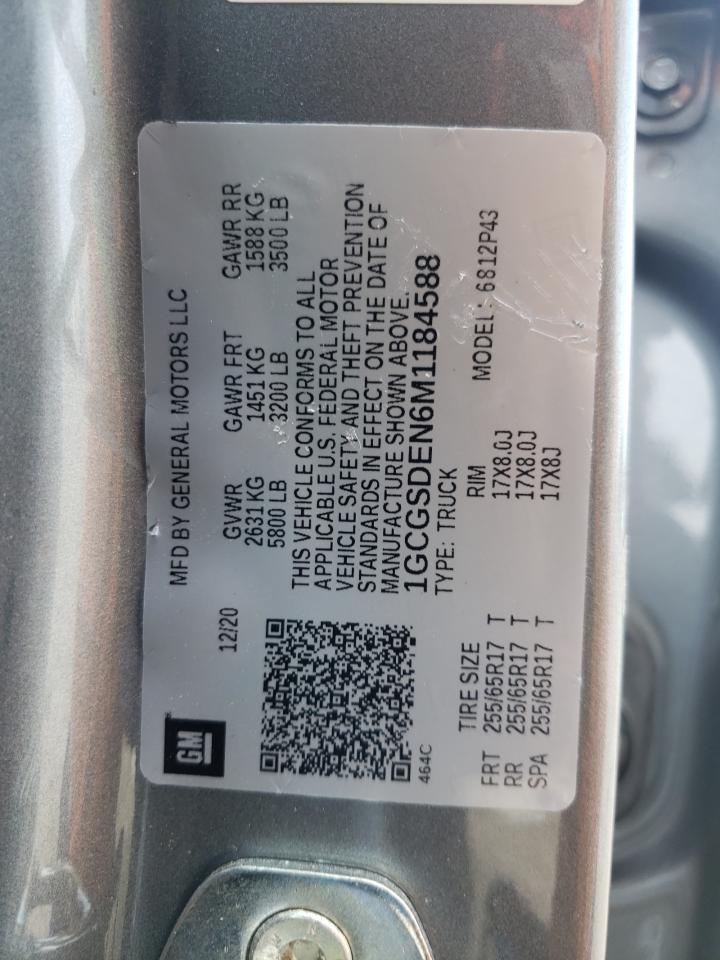 GM
MFD BY GENERAL MOTORS LLC
12/20
GVWR GAWR FRT GAWR RR
2631KG 1451 KG 1588 KG
5800 LB 3200 LB 3500 LB
THIS VEHICLE CONFORMS TO ALL
APPLICABLE U.S. FEDERAL MOTOR
VEHICLE SAFETY, AND THEFT PREVENTION
STANDARDS IN EFFECT ON THE DATE OF
MANUFACTURE SHOWN ABOVE.
1GCGSDEN6M1184588
464C
TYPE: TRUCK
TIRE SIZE RIM MODEL: 6812P43
FRT 255/65R17 T 17X8.0J
RR 255/65R17 T 17X8.0J
SPA 255/65R17 T 17X8J